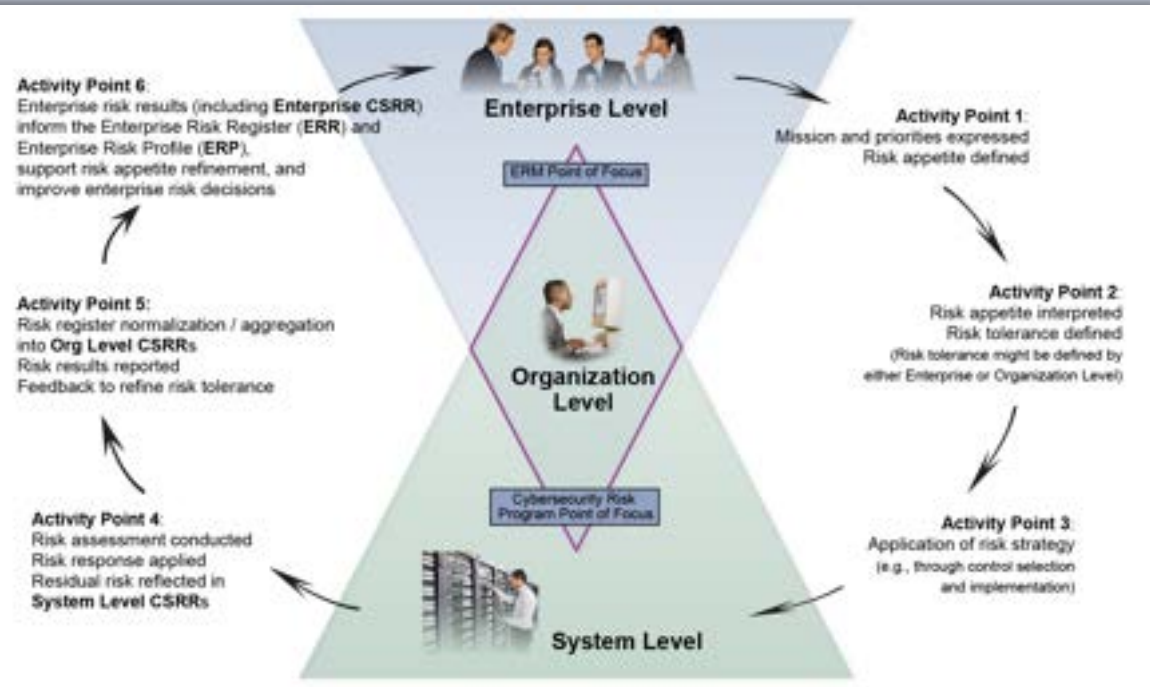 Activity Point 6:
Enterprise risk results (including Enterprise CSRR)
inform the Enterprise Risk Register (ERR) and
Enterprise Risk Profile (ERP),
support risk appetite refinement, and
improve enterprise risk decisions
Enterprise Level
ERM Point of Focus
Activity Point 1:
Mission and priorities expressed
Risk appetite defined
Activity Point 2:
Risk appetite interpreted
Risk tolerance defined
(Risk tolerance might be defined by
either Enterprise or Organization Level)
Activity Point 5:
Risk register normalization / aggregation
into Org Level CSRRs
Risk results reported
Feedback to refine risk tolerance
Organization
Level
Cybersecurity Risk
Program Point of Focus
Activity Point 3:
Application of risk strategy
(e.g., through control selection
and implementation)
Activity Point 4:
Risk assessment conducted
Risk response applied
Residual risk reflected in
System Level CSRRs
System Level